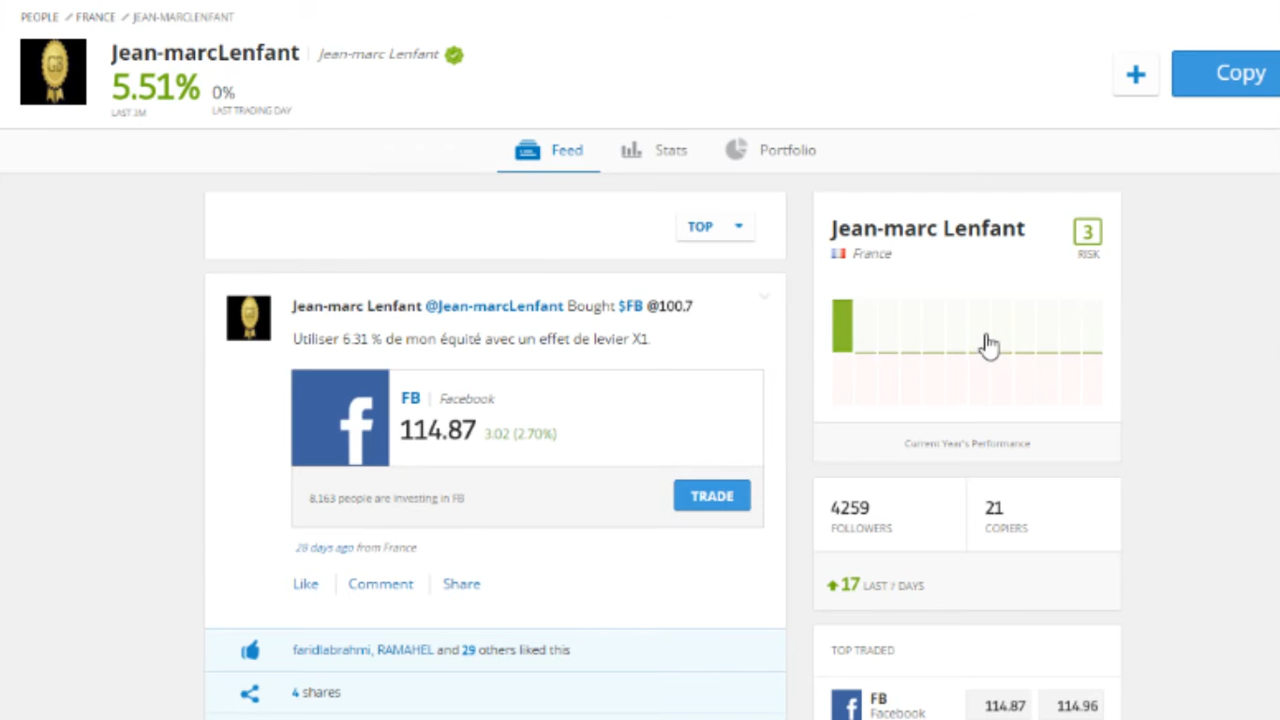 PEOPLE / FRANCE / JEAN-MARCLENFANT
Jean-marcLenfant | Jean-marc Lenfant
5.51% 0%
LAST 3M LAST TRADING DAY
+ Copy
Feed Stats Portfolio
TOP
Jean-marc Lenfant @Jean-marcLenfant Bought $FB @100.7
Utiliser 6.31 % de mon équité avec un effet de levier X1.
FB | Facebook
114.87 3.02 (2.70%)
8,163 people are investing in FB
TRADE
28 days ago from France
Like Comment Share
faridlabrahmi, RAMAHEL and 29 others liked this
4 shares
Jean-marc Lenfant 3
France RISK
Current Year's Performance
4259 21
FOLLOWERS COPIERS
17 LAST 7 DAYS
TOP TRADED
FB 114.87 114.96
Facebook